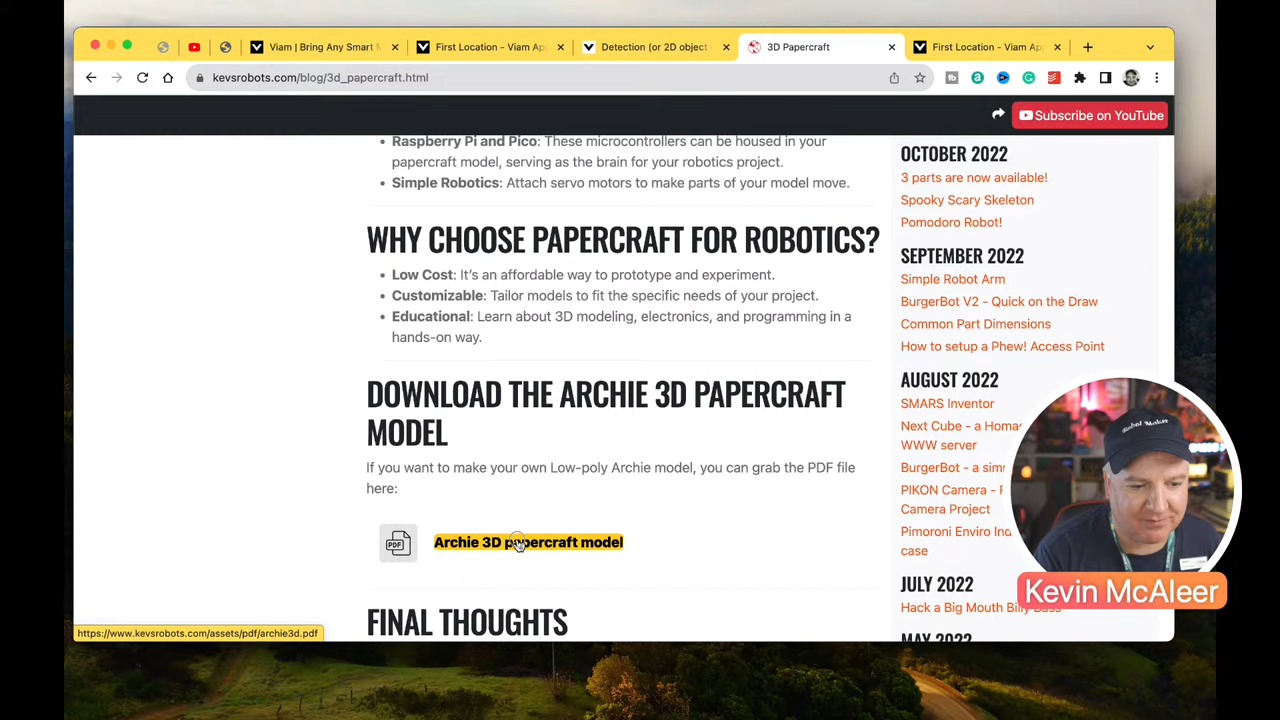 Viam | Bring Any Smart M
First Location - Viam Ap
Detection (or 2D object
3D Papercraft
First Location - Viam Ap
kevsrobots.com/blog/3d_papercraft.html
Subscribe on YouTube
Raspberry Pi and Pico: These microcontrollers can be housed in your
papercraft model, serving as the brain for your robotics project.
Simple Robotics: Attach servo motors to make parts of your model move.
WHY CHOOSE PAPERCRAFT FOR ROBOTICS?
Low Cost: It's an affordable way to prototype and experiment.
Customizable: Tailor models to fit the specific needs of your project.
Educational: Learn about 3D modeling, electronics, and programming in a
hands-on way.
DOWNLOAD THE ARCHIE 3D PAPERCRAFT
MODEL
If you want to make your own Low-poly Archie model, you can grab the PDF file
here:
PDF
Archie 3D papercraft model
FINAL THOUGHTS
https://www.kevsrobots.com/assets/pdf/archie3d.pdf
OCTOBER 2022
3 parts are now available!
Spooky Scary Skeleton
Pomodoro Robot!
SEPTEMBER 2022
Simple Robot Arm
BurgerBot V2 - Quick on the Draw
Common Part Dimensions
How to setup a Phew! Access Point
AUGUST 2022
SMARS Inventor
Next Cube - a Homa
WWW server
BurgerBot - a sim
PIKON Camera -
Camera Project
Pimoroni Enviro Ind
case
JULY 2022
Hack a Big Mouth Billy Bass
MAY 2022
Robot Maker
Kevin McAleer